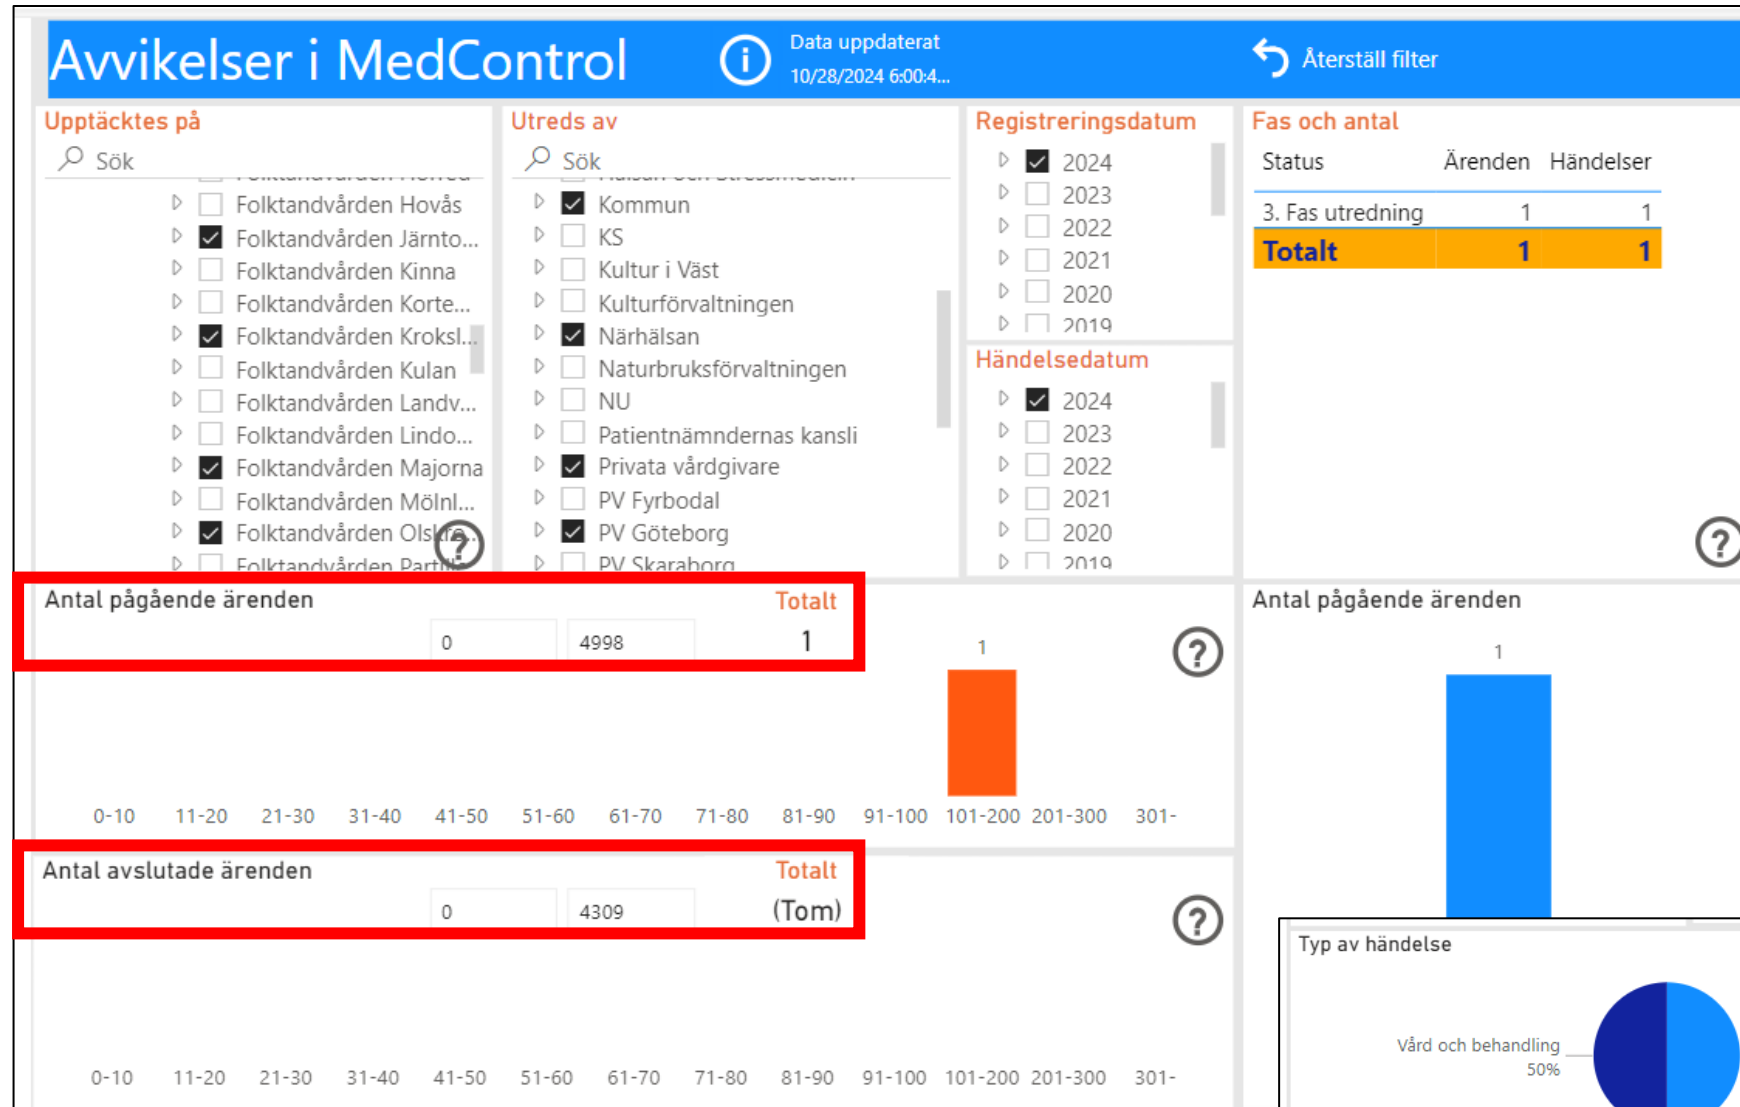 Avvikelser i MedControl
Data uppdaterat
10/28/2024 6:00:4...
Återställ filter
Upptäcktes på
Sök
Folktandvården Horred
Folktandvården Hovås
Folktandvården Järnto...
Folktandvården Kinna
Folktandvården Korte...
Folktandvården Kroksl...
Folktandvården Kulan
Folktandvården Landv...
Folktandvården Lindo...
Folktandvården Majorna
Folktandvården Mölnl...
Folktandvården Olskro...
Folktandvården Partille
Utreds av
Sök
Hälsan och Stressmedicin
Kommun
KS
Kultur i Väst
Kulturförvaltningen
Närhälsan
Naturbruksförvaltningen
NU
Patientnämndernas kansli
Privata vårdgivare
PV Fyrbodal
PV Göteborg
PV Skaraborg
Registreringsdatum
2024
2023
2022
2021
2020
2019
Händelsedatum
2024
2023
2022
2021
2020
2019
Fas och antal
Status Ärenden Händelser
3. Fas utredning 1 1
Totalt 1 1
Antal pågående ärenden Totalt
0 4998 1
1
0-10 11-20 21-30 31-40 41-50 51-60 61-70 71-80 81-90 91-100 101-200 201-300 301-
Antal pågående ärenden
1
Antal avslutade ärenden Totalt
0 4309 (Tom)
0-10 11-20 21-30 31-40 41-50 51-60 61-70 71-80 81-90 91-100 101-200 201-300 301-
Typ av händelse
Vård och behandling
50%